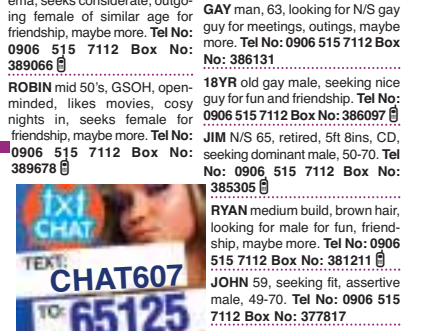 ema, seeks considerate, outgo-
ing female of similar age for
friendship, maybe more. Tel No:
0906 515 7112 Box No:
389066
ROBIN mid 50's, GSOH, open-
minded, likes movies, cosy
nights in, seeks female for
friendship, maybe more. Tel No:
0906 515 7112 Box No:
389678
txt
CHAT
TEXT:
CHAT607
TO: 65125
GAY man, 63, looking for N/S gay
guy for meetings, outings, maybe
more. Tel No: 0906 515 7112 Box
No: 386131
18YR old gay male, seeking nice
guy for fun and friendship. Tel No:
0906 515 7112 Box No: 386097
JIM N/S 65, retired, 5ft 8ins, CD,
seeking dominant male, 50-70. Tel
No: 0906 515 7112 Box No:
385305
RYAN medium build, brown hair,
looking for male for fun, friend-
ship, maybe more. Tel No: 0906
515 7112 Box No: 381211
JOHN 59, seeking fit, assertive
male, 49-70. Tel No: 0906 515
7112 Box No: 377817